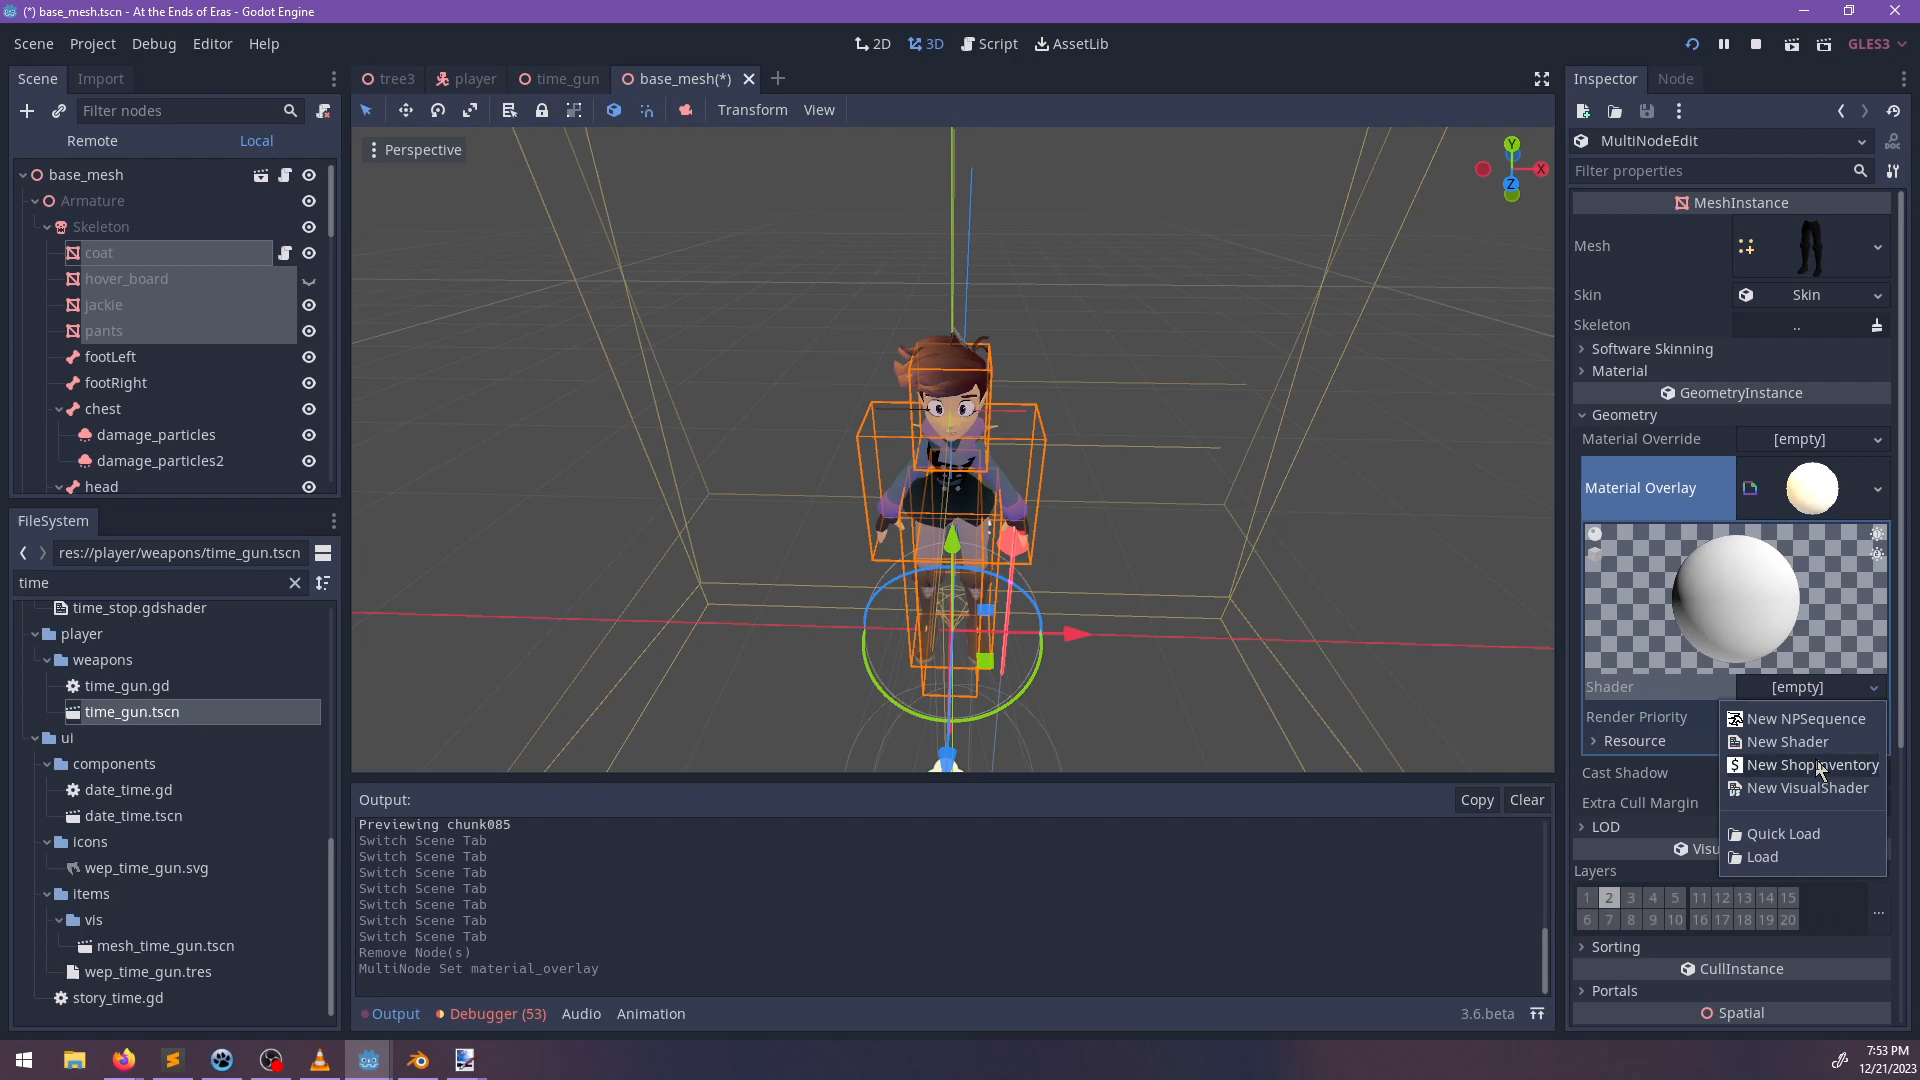 (*) base_mesh.tscn - At the Ends of Eras - Godot Engine
Scene Project Debug Editor Help
2D 3D Script AssetLib
GLES3
Scene Import
Filter nodes
Remote Local
base_mesh
Armature
Skeleton
coat
hover_board
jackie
pants
footLeft
footRight
chest
damage_particles
damage_particles2
head
FileSystem
res://player/weapons/time_gun.tscn
time
time_stop.gdshader
player
weapons
time_gun.gd
time_gun.tscn
ui
components
date_time.gd
date_time.tscn
icons
wep_time_gun.svg
items
vis
mesh_time_gun.tscn
wep_time_gun.tres
story_time.gd
tree3 player time_gun base_mesh(*)
Transform View
Perspective
Y
X
Z
Output:
Copy Clear
Previewing chunk085
Switch Scene Tab
Switch Scene Tab
Switch Scene Tab
Switch Scene Tab
Switch Scene Tab
Switch Scene Tab
Switch Scene Tab
Remove Node(s)
MultiNode Set material_overlay
Output Debugger (53) Audio Animation
3.6.beta
Inspector Node
MultiNodeEdit
Filter properties
MeshInstance
Mesh
Skin Skin
Skeleton ..
Software Skinning
Material
GeometryInstance
Geometry
Material Override [empty]
Material Overlay
Shader [empty]
Render Priority
Resource
New NPSequence
New Shader
New ShopInventory
New VisualShader
Quick Load
Load
Cast Shadow
Extra Cull Margin
LOD
Visu
Layers
1 2 3 4 5 11 12 13 14 15
6 7 8 9 10 16 17 18 19 20
...
Sorting
CullInstance
Portals
Spatial
7:53 PM
12/21/2023